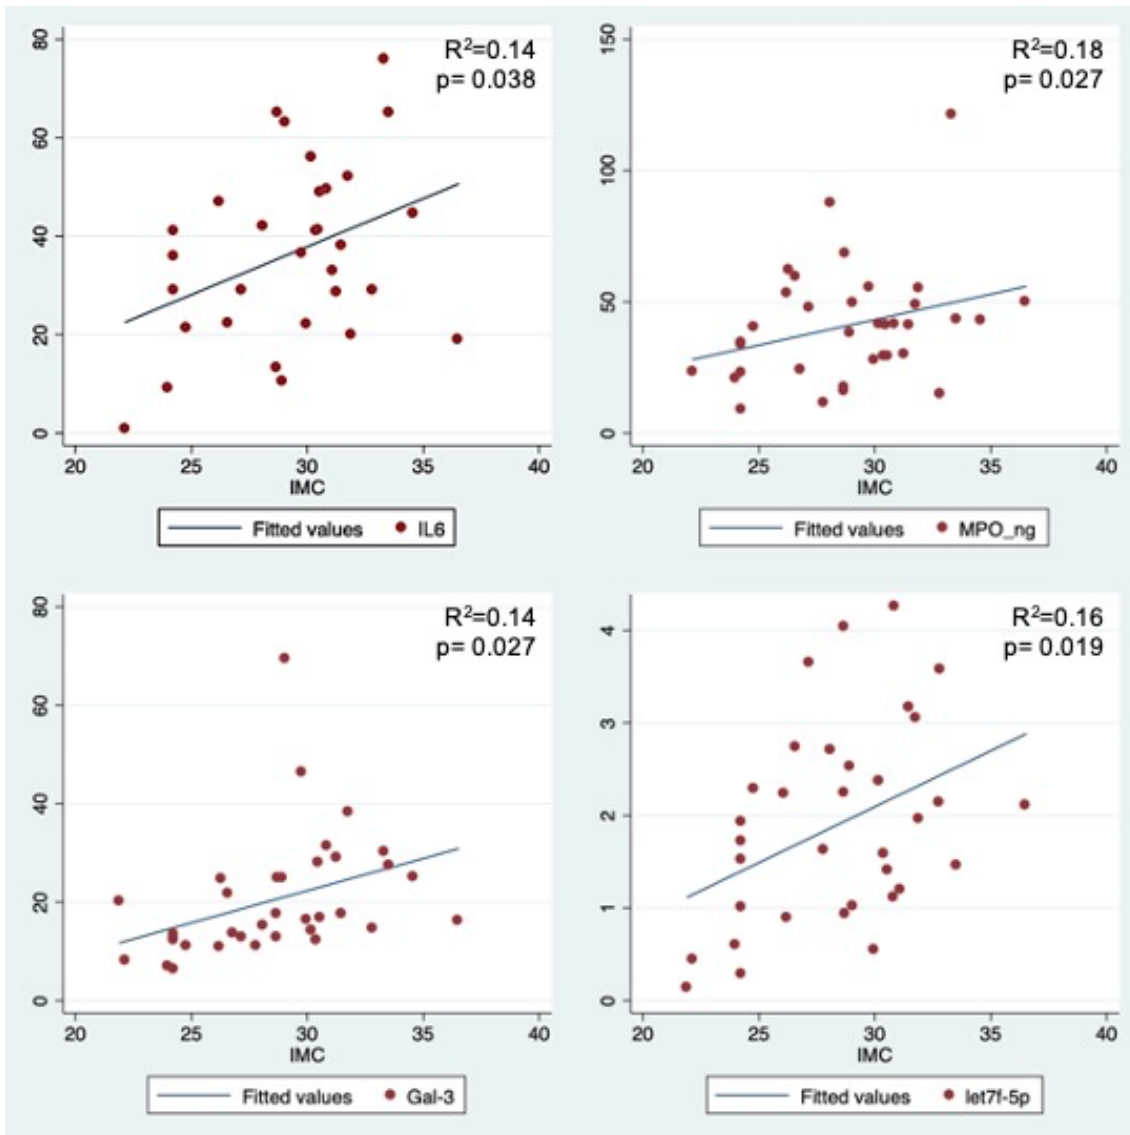 80
60
40
20
0
R²=0.14
p= 0.038
20 25 30 35 40
IMC
Fitted values IL6
150
100
50
0
R²=0.18
p= 0.027
20 25 30 35 40
IMC
Fitted values MPO_ng
80
60
40
20
0
R²=0.14
p= 0.027
20 25 30 35 40
IMC
Fitted values Gal-3
4
3
2
1
0
R²=0.16
p= 0.019
20 25 30 35 40
IMC
Fitted values let7f-5p